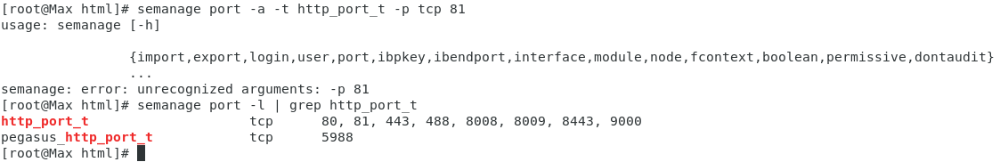 [root@Max html]# semanage port -a -t http_port_t -p tcp 81
usage: semanage [-h]
{import,export,login,user,port,ibpkey,ibendport,interface,module,node,fcontext,boolean,permissive,dontaudit}
...
semanage: error: unrecognized arguments: -p 81
[root@Max html]# semanage port -l | grep http_port_t
http_port_t tcp 80, 81, 443, 488, 8008, 8009, 8443, 9000
pegasus_http_port_t tcp 5988
[root@Max html]#